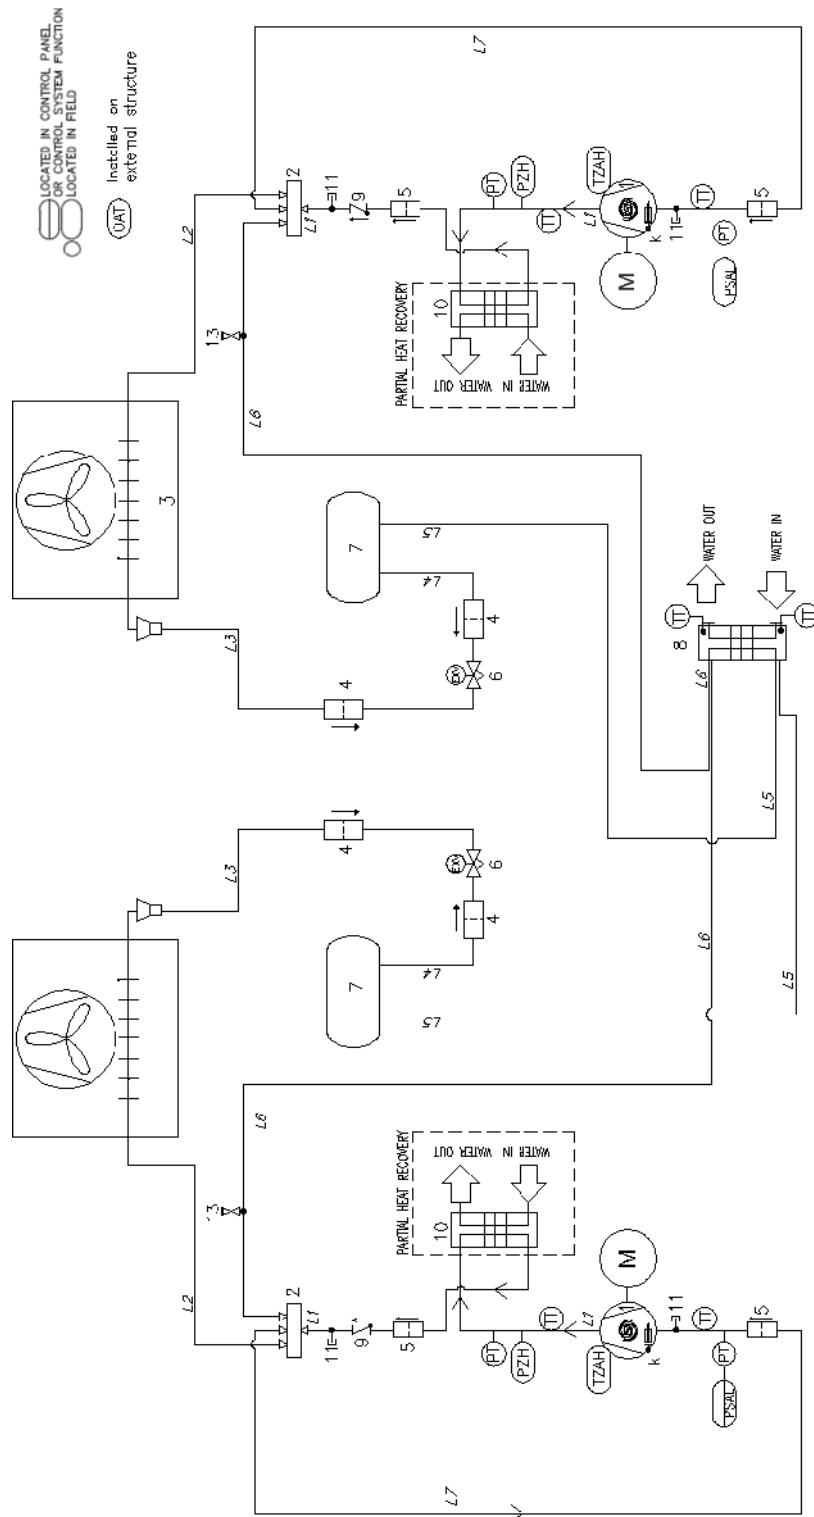 LOCATED IN CONTROL PANEL
OR CONTROL SYSTEM FUNCTION
LOCATED IN FIELD
OAT
Installed on
external structure
L7
L2
2
L1
11
9
5
PT
PZH
TT
TZAH
L1
1
k
M
11
TT
PT
PSAL
5
13
L6
PARTIAL HEAT RECOVERY
10
WATER OUT
WATER IN
3
L3
4
7
L5
L4
4
EXV
6
WATER OUT
WATER IN
TT
TT
8
L6
L5
L5
L6
L3
4
EXV
6
4
7
L4
L5
L6
13
PARTIAL HEAT RECOVERY
10
WATER OUT
WATER IN
L2
2
L1
11
9
5
PT
PZH
TT
TZAH
L1
1
k
M
11
TT
PT
PSAL
5
L7